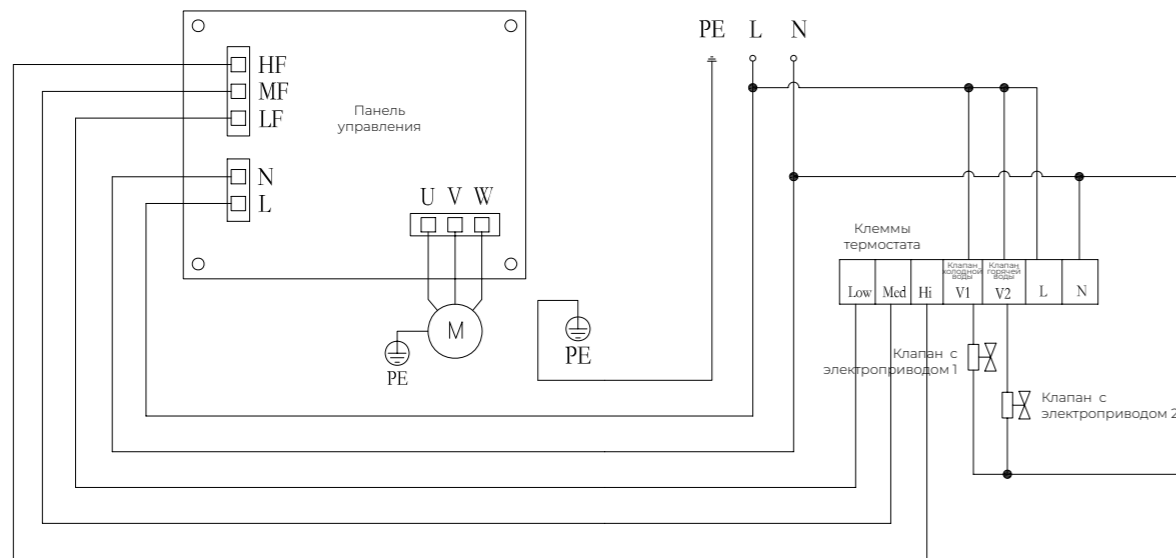 PE L N
HF
MF
LF
Панель
управления
N
L
U V W
Клеммы
термостата
Клапан
холодной
воды
Клапан
горячей
воды
Low Med Hi V1 V2 L N
M
PE
PE
Клапан с
электроприводом 1
Клапан с
электроприводом 2